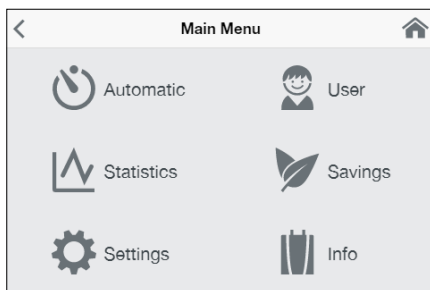 Main Menu
Automatic
User
Statistics
Savings
Settings
Info